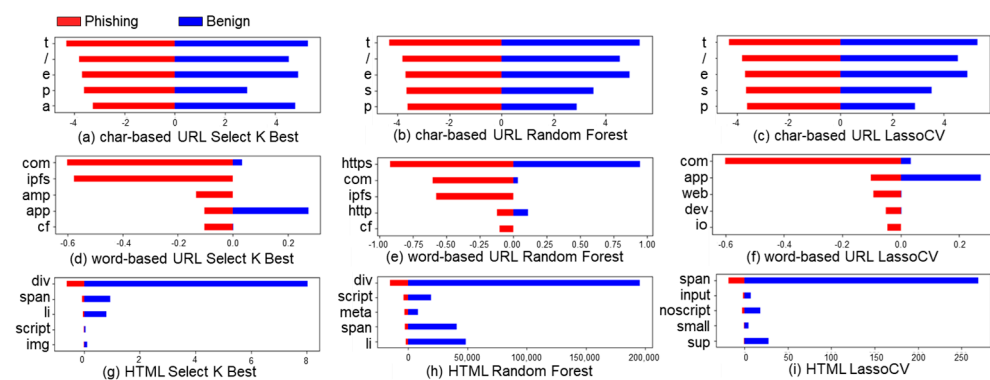 Phishing Benign
t
/
e
p
a
-4 -2 0 2 4
(a) char-based URL Select K Best
t
/
e
s
p
-4 -2 0 2 4
(b) char-based URL Random Forest
t
/
e
s
p
-4 -2 0 2 4
(c) char-based URL LassoCV
com
ipfs
amp
app
cf
-0.6 -0.4 -0.2 0.0 0.2
(d) word-based URL Select K Best
https
com
ipfs
http
cf
-1.00 -0.75 -0.50 -0.25 0.00 0.25 0.50 0.75 1.00
(e) word-based URL Random Forest
com
app
web
dev
io
-0.6 -0.4 -0.2 0.0 0.2
(f) word-based URL LassoCV
div
span
li
script
img
0 2 4 6 8
(g) HTML Select K Best
div
script
meta
span
li
0 50,000 100,000 150,000 200,000
(h) HTML Random Forest
span
input
noscript
small
sup
0 50 100 150 200 250
(i) HTML LassoCV